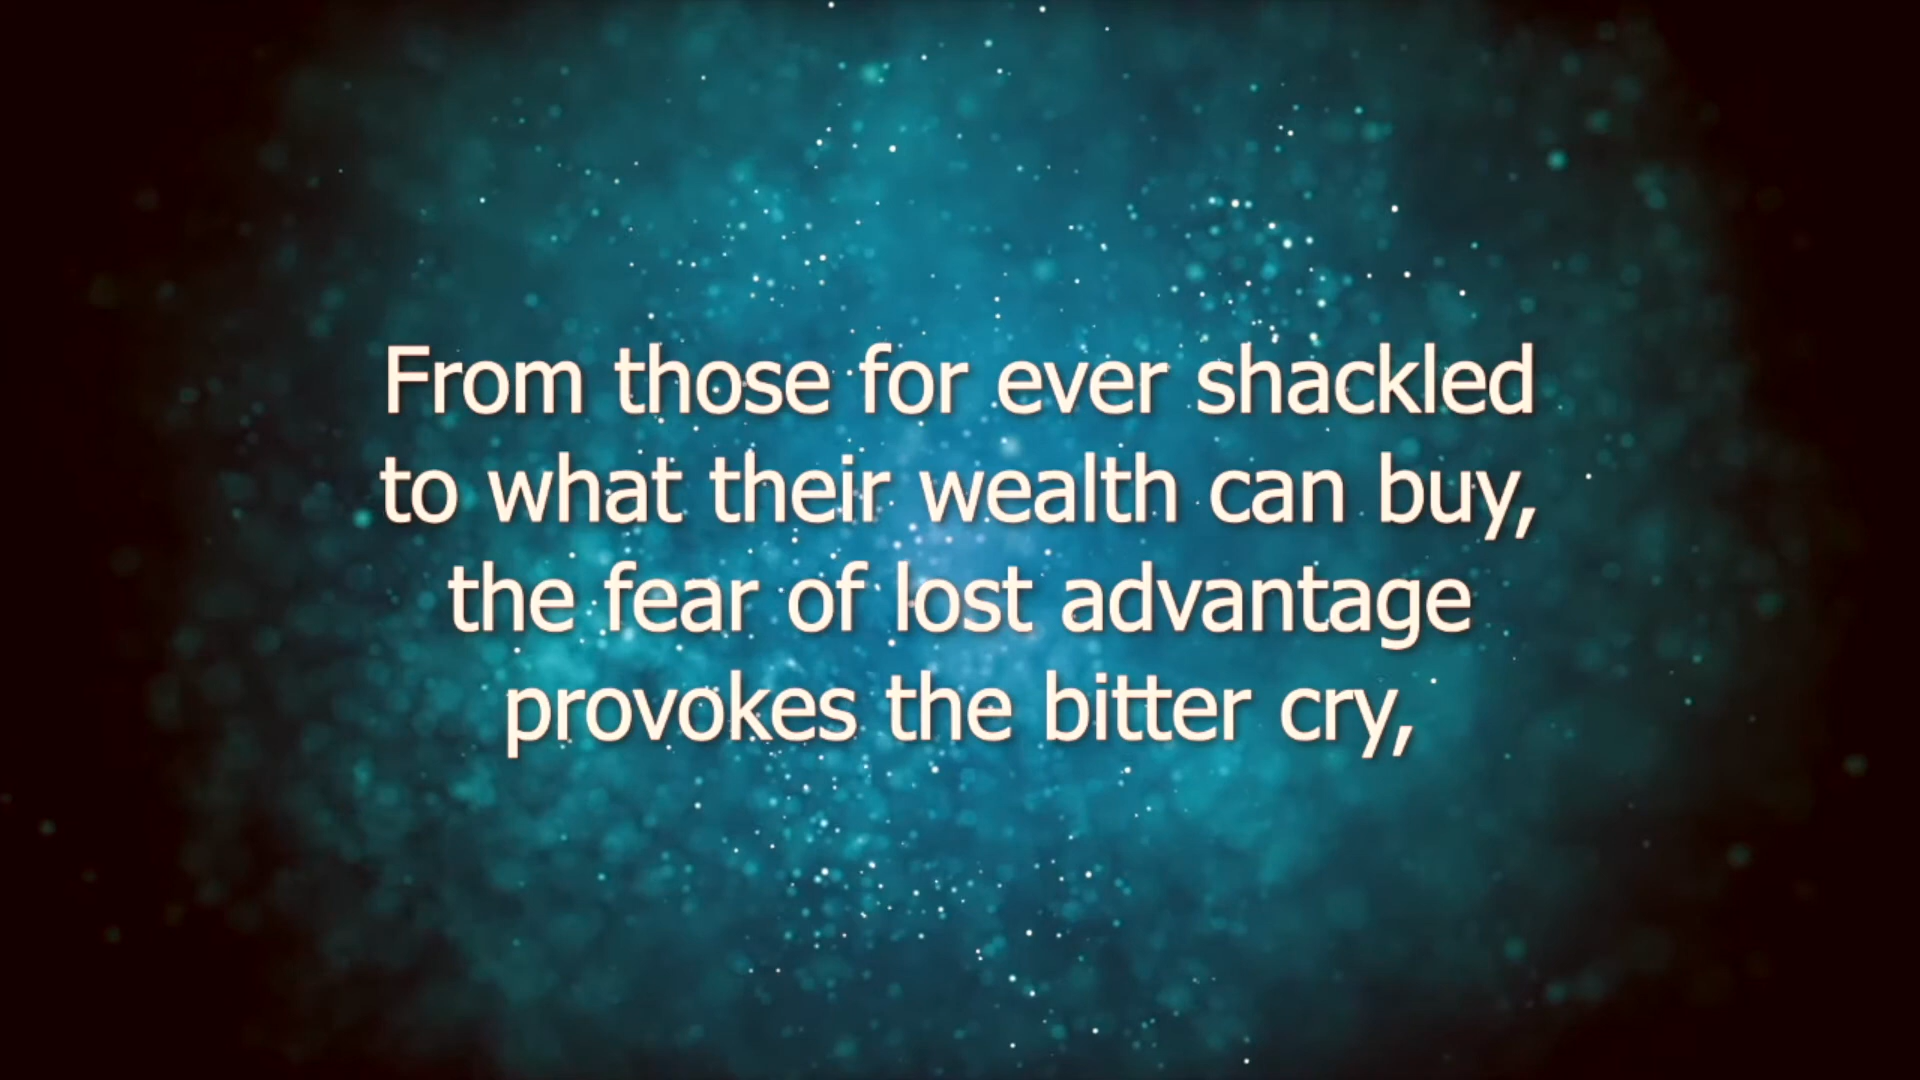 From those for ever shackled
to what their wealth can buy,
the fear of lost advantage
provokes the bitter cry,